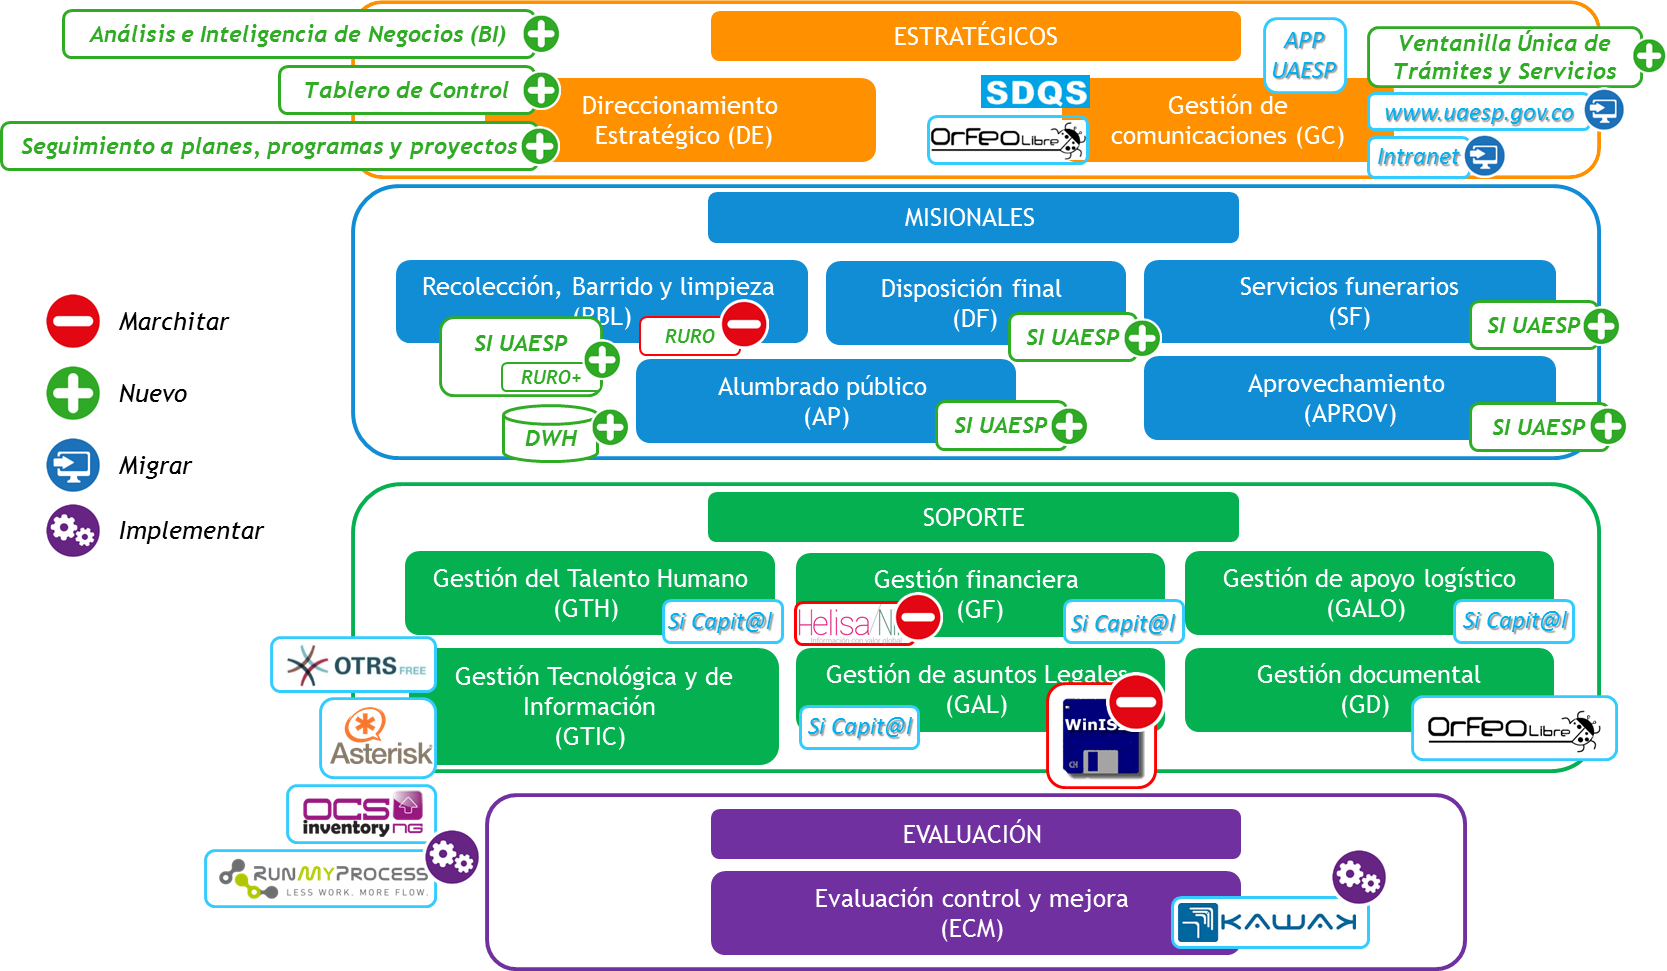 Análisis e Inteligencia de Negocios (BI)
Tablero de Control
Seguimiento a planes, programas y proyectos
ESTRATÉGICOS
Direccionamiento
Estratégico (DE)
SDQS
OrFeo Libre
Gestión de
comunicaciones (GC)
APP
UAESP
Ventanilla Única de
Trámites y Servicios
www.uaesp.gov.co
Intranet
MISIONALES
Recolección, Barrido y limpieza
(RBL)
SI UAESP
RURO+
RURO
DWH
Disposición final
(DF)
SI UAESP
Servicios funerarios
(SF)
SI UAESP
Alumbrado público
(AP)
SI UAESP
Aprovechamiento
(APROV)
SI UAESP
Marchitar
Nuevo
Migrar
Implementar
SOPORTE
Gestión del Talento Humano
(GTH)
Si Capit@l
Gestión financiera
(GF)
Helisa/Ni
Información con valor global
Si Capit@l
Gestión de apoyo logístico
(GALO)
Si Capit@l
OTRS FREE
Asterisk
Gestión Tecnológica y de
Información
(GTIC)
Gestión de asuntos Legales
(GAL)
Si Capit@l
WinIS
Gestión documental
(GD)
OrFeo Libre
OCS
inventory NG
RUNMYPROCESS
LESS WORK. MORE FLOW.
EVALUACIÓN
Evaluación control y mejora
(ECM)
KAWAK